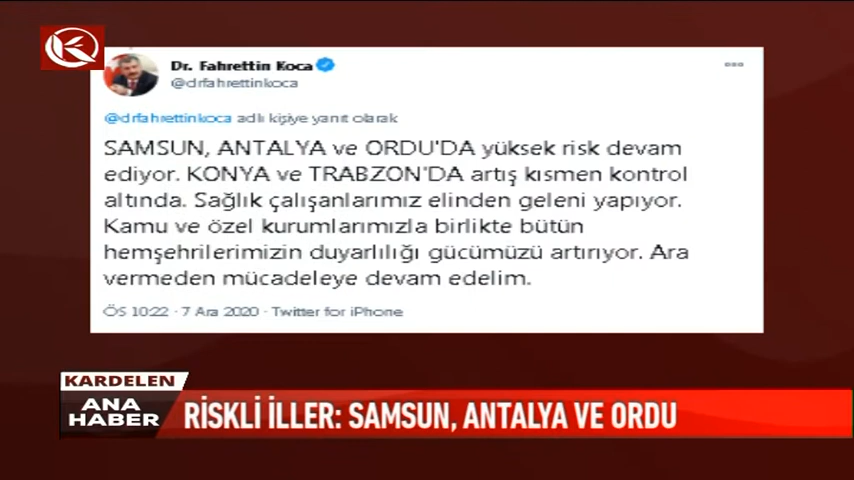 Dr. Fahrettin Koca
@drfahrettinkoca
@drfahrettinkoca adlı kişiye yanıt olarak
SAMSUN, ANTALYA ve ORDU'DA yüksek risk devam
ediyor. KONYA ve TRABZON'DA artış kısmen kontrol
altında. Sağlık çalışanlarımız elinden geleni yapıyor.
Kamu ve özel kurumlarımızla birlikte bütün
hemşehrilerimizin duyarlılığı gücümüzü artırıyor. Ara
vermeden mücadeleye devam edelim.
ÖS 10:22 · 7 Ara 2020 · Twitter for iPhone
KARDELEN
ANA
HABER
RİSKLİ İLLER: SAMSUN, ANTALYA VE ORDU